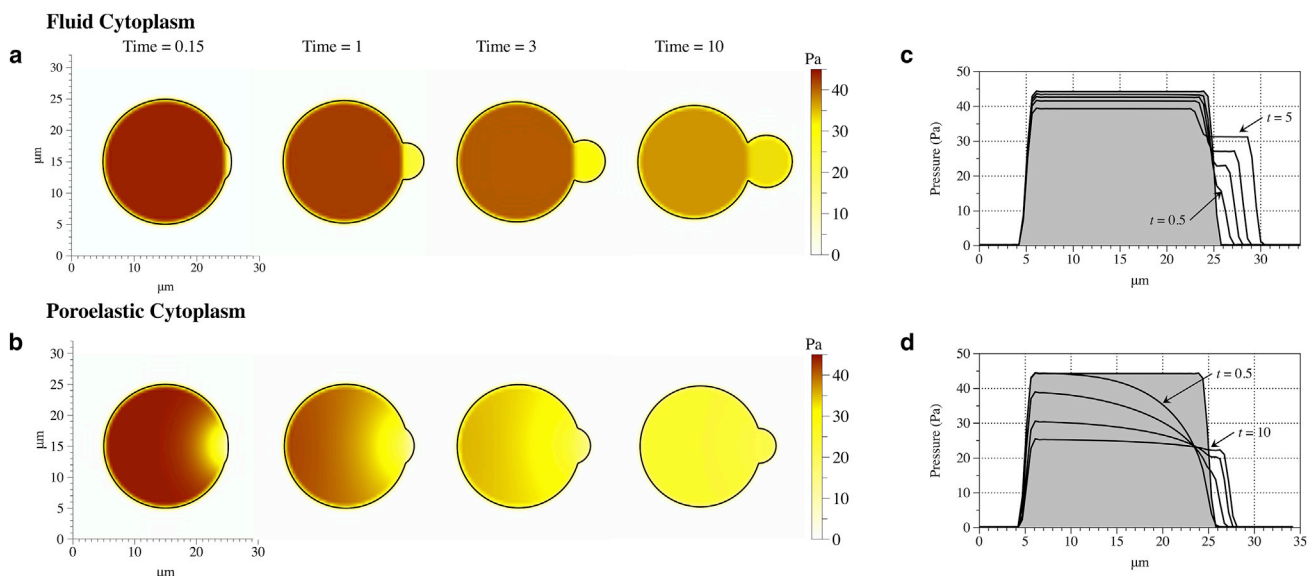 Fluid Cytoplasm
Time = 0.15 Time = 1 Time = 3 Time = 10
a
µm
30
25
20
15
10
5
0
0 10 20 30
µm
Pa
40
30
20
10
0
c
Pressure (Pa)
50
40
30
20
10
0
t = 5
t = 0.5
0 5 10 15 20 25 30
µm
Poroelastic Cytoplasm
b
µm
30
25
20
15
10
5
0
0 10 20 30
µm
Pa
40
30
20
10
0
d
Pressure (Pa)
50
40
30
20
10
0
t = 0.5
t = 10
0 5 10 15 20 25 30 35
µm